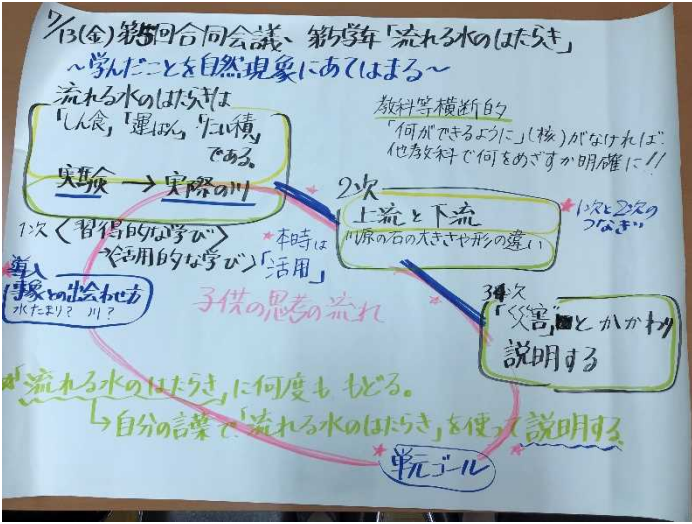 7/13(金)第5回合同会議、第5学年「流れる水のはたらき」
～学んだことを自然現象にあてはまる～
流れる水のはたらきは
「しん食」「運ぱん」「たい積」
である。
実験 → 実際の川
1次〈習得的な学び〉
→〈活用的な学び〉
本時は
「活用」
導入
事象との出会わせ方
水たまり? 川?
教科等横断的
「何ができるように」(核)がなければ
他教科で何をめざすか明確に!!
2次
上流と下流
川原の石の大きさや形の違い
1次と2次の
つなぎい
3次
「災害」とかかわり
説明する
子供の思考の流れ
「流れる水のはたらき」に何度ももどる。
↳自分の言葉で「流れる水のはたらき」を使って説明する。
単元ゴール